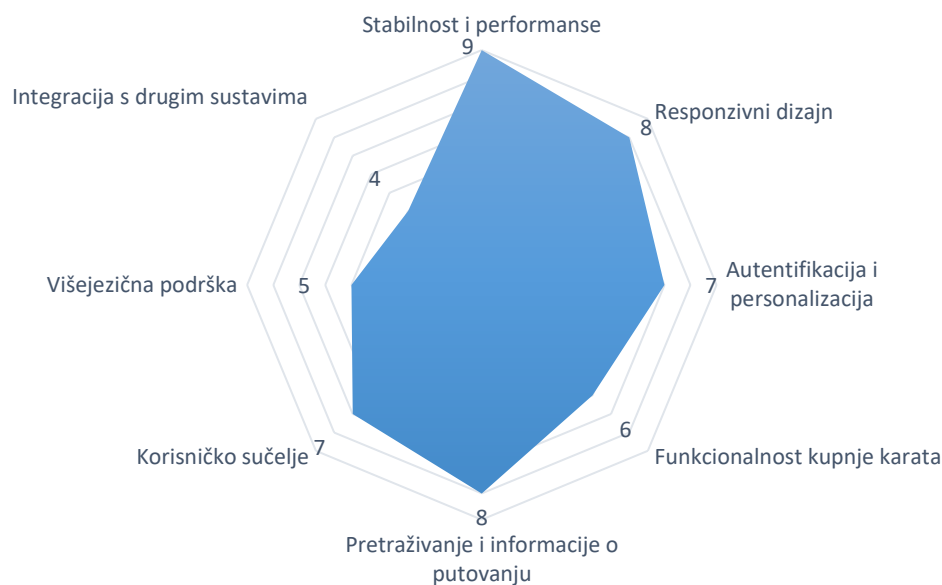 Stabilnost i performanse
9
Integracija s drugim sustavima
Responzivni dizajn
8
4
Višejezična podrška
5
Autentifikacija i
personalizacija
7
6
Korisničko sučelje
7
Funkcionalnost kupnje karata
8
Pretraživanje i informacije o
putovanju